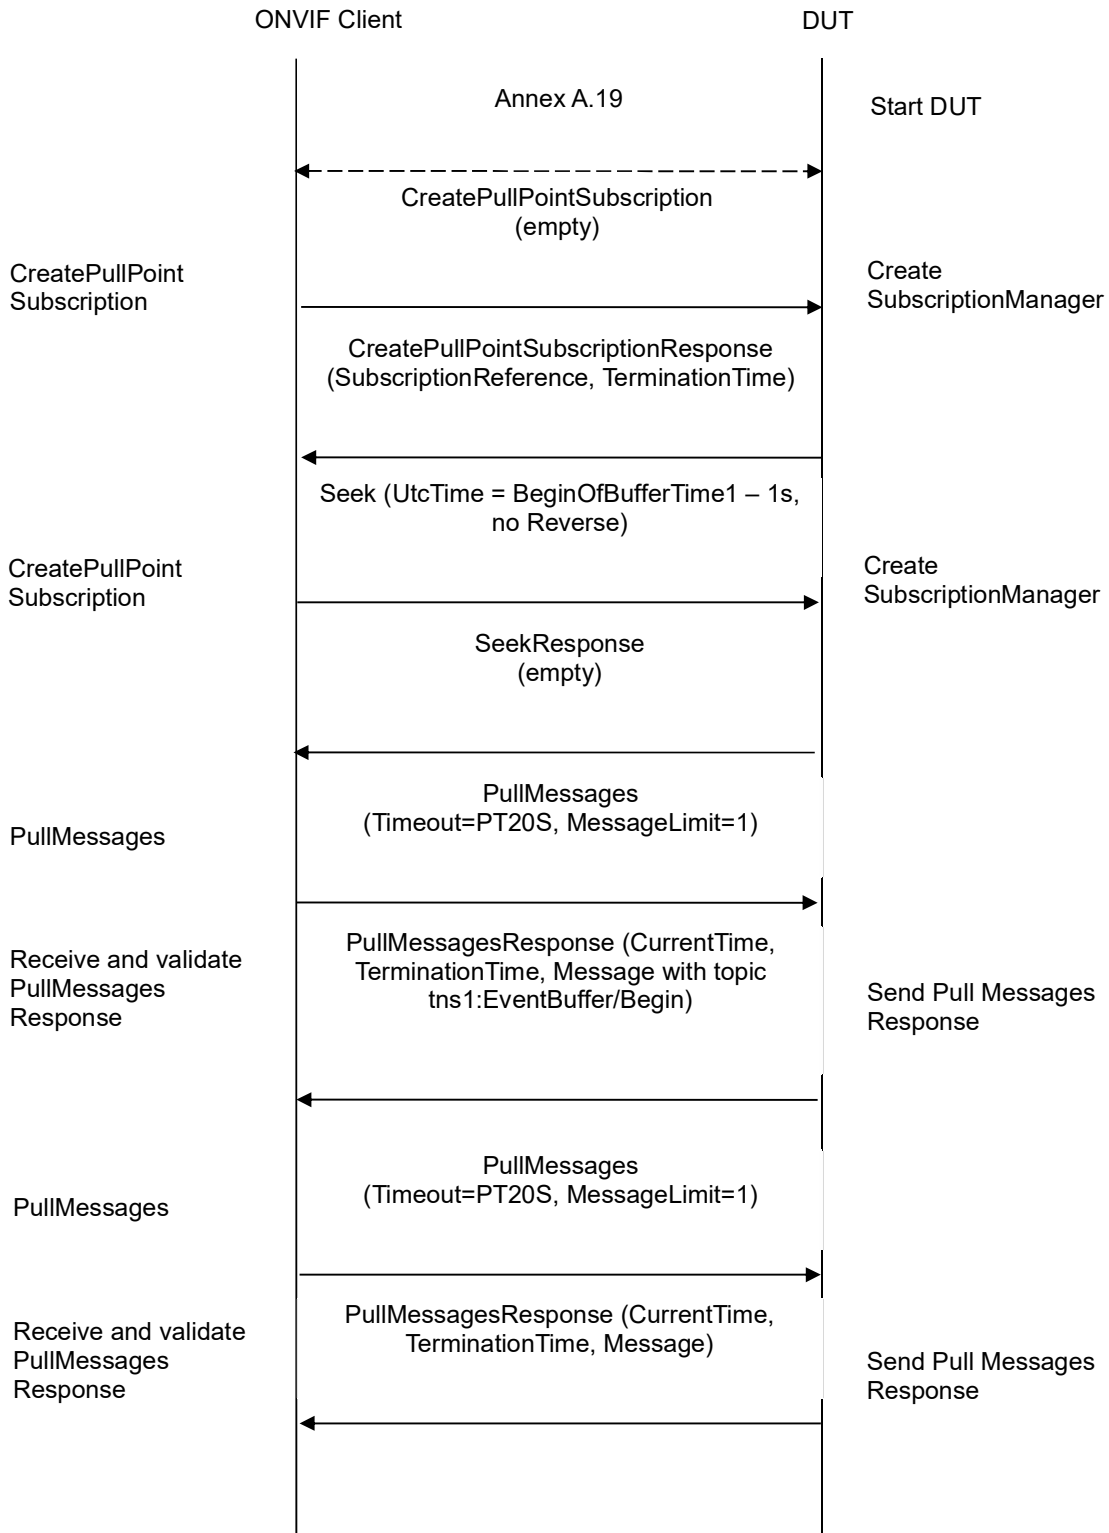 ONVIF Client
DUT
Annex A.19
Start DUT
CreatePullPointSubscription
(empty)
CreatePullPoint
Subscription
Create
SubscriptionManager
CreatePullPointSubscriptionResponse
(SubscriptionReference, TerminationTime)
Seek (UtcTime = BeginOfBufferTime1 – 1s,
no Reverse)
CreatePullPoint
Subscription
Create
SubscriptionManager
SeekResponse
(empty)
PullMessages
(Timeout=PT20S, MessageLimit=1)
PullMessages
PullMessagesResponse (CurrentTime,
TerminationTime, Message with topic
tns1:EventBuffer/Begin)
Receive and validate
PullMessages
Response
Send Pull Messages
Response
PullMessages
(Timeout=PT20S, MessageLimit=1)
PullMessages
PullMessagesResponse (CurrentTime,
TerminationTime, Message)
Receive and validate
PullMessages
Response
Send Pull Messages
Response